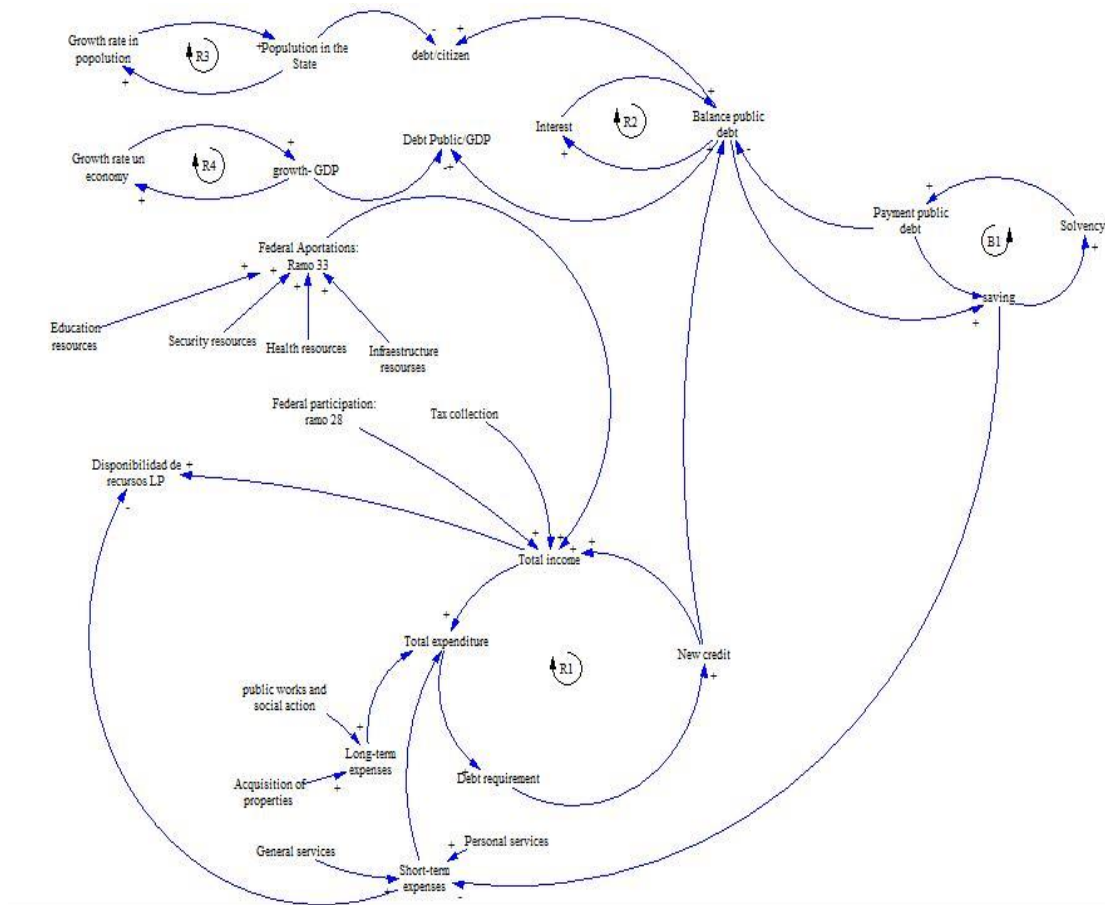 Growth rate in
popolution
R3
Popolution in the
State
debt/citizen
Interest
R2
Balance public
debt
Growth rate un
economy
R4
growth- GDP
Debt Public/GDP
Payment public
debt
B1
Solvency
Federal Aportations:
Ramo 33
saving
Education
resources
Security resources
Health resources
Infraestructure
resourses
Federal participation:
ramo 28
Tax collection
Disponibilidad de
recursos LP
Total income
Total expenditure
R1
New credit
public works and
social action
Long-term
expenses
Debt requirement
Acquisition of
properties
General services
Personal services
Short-term
expenses